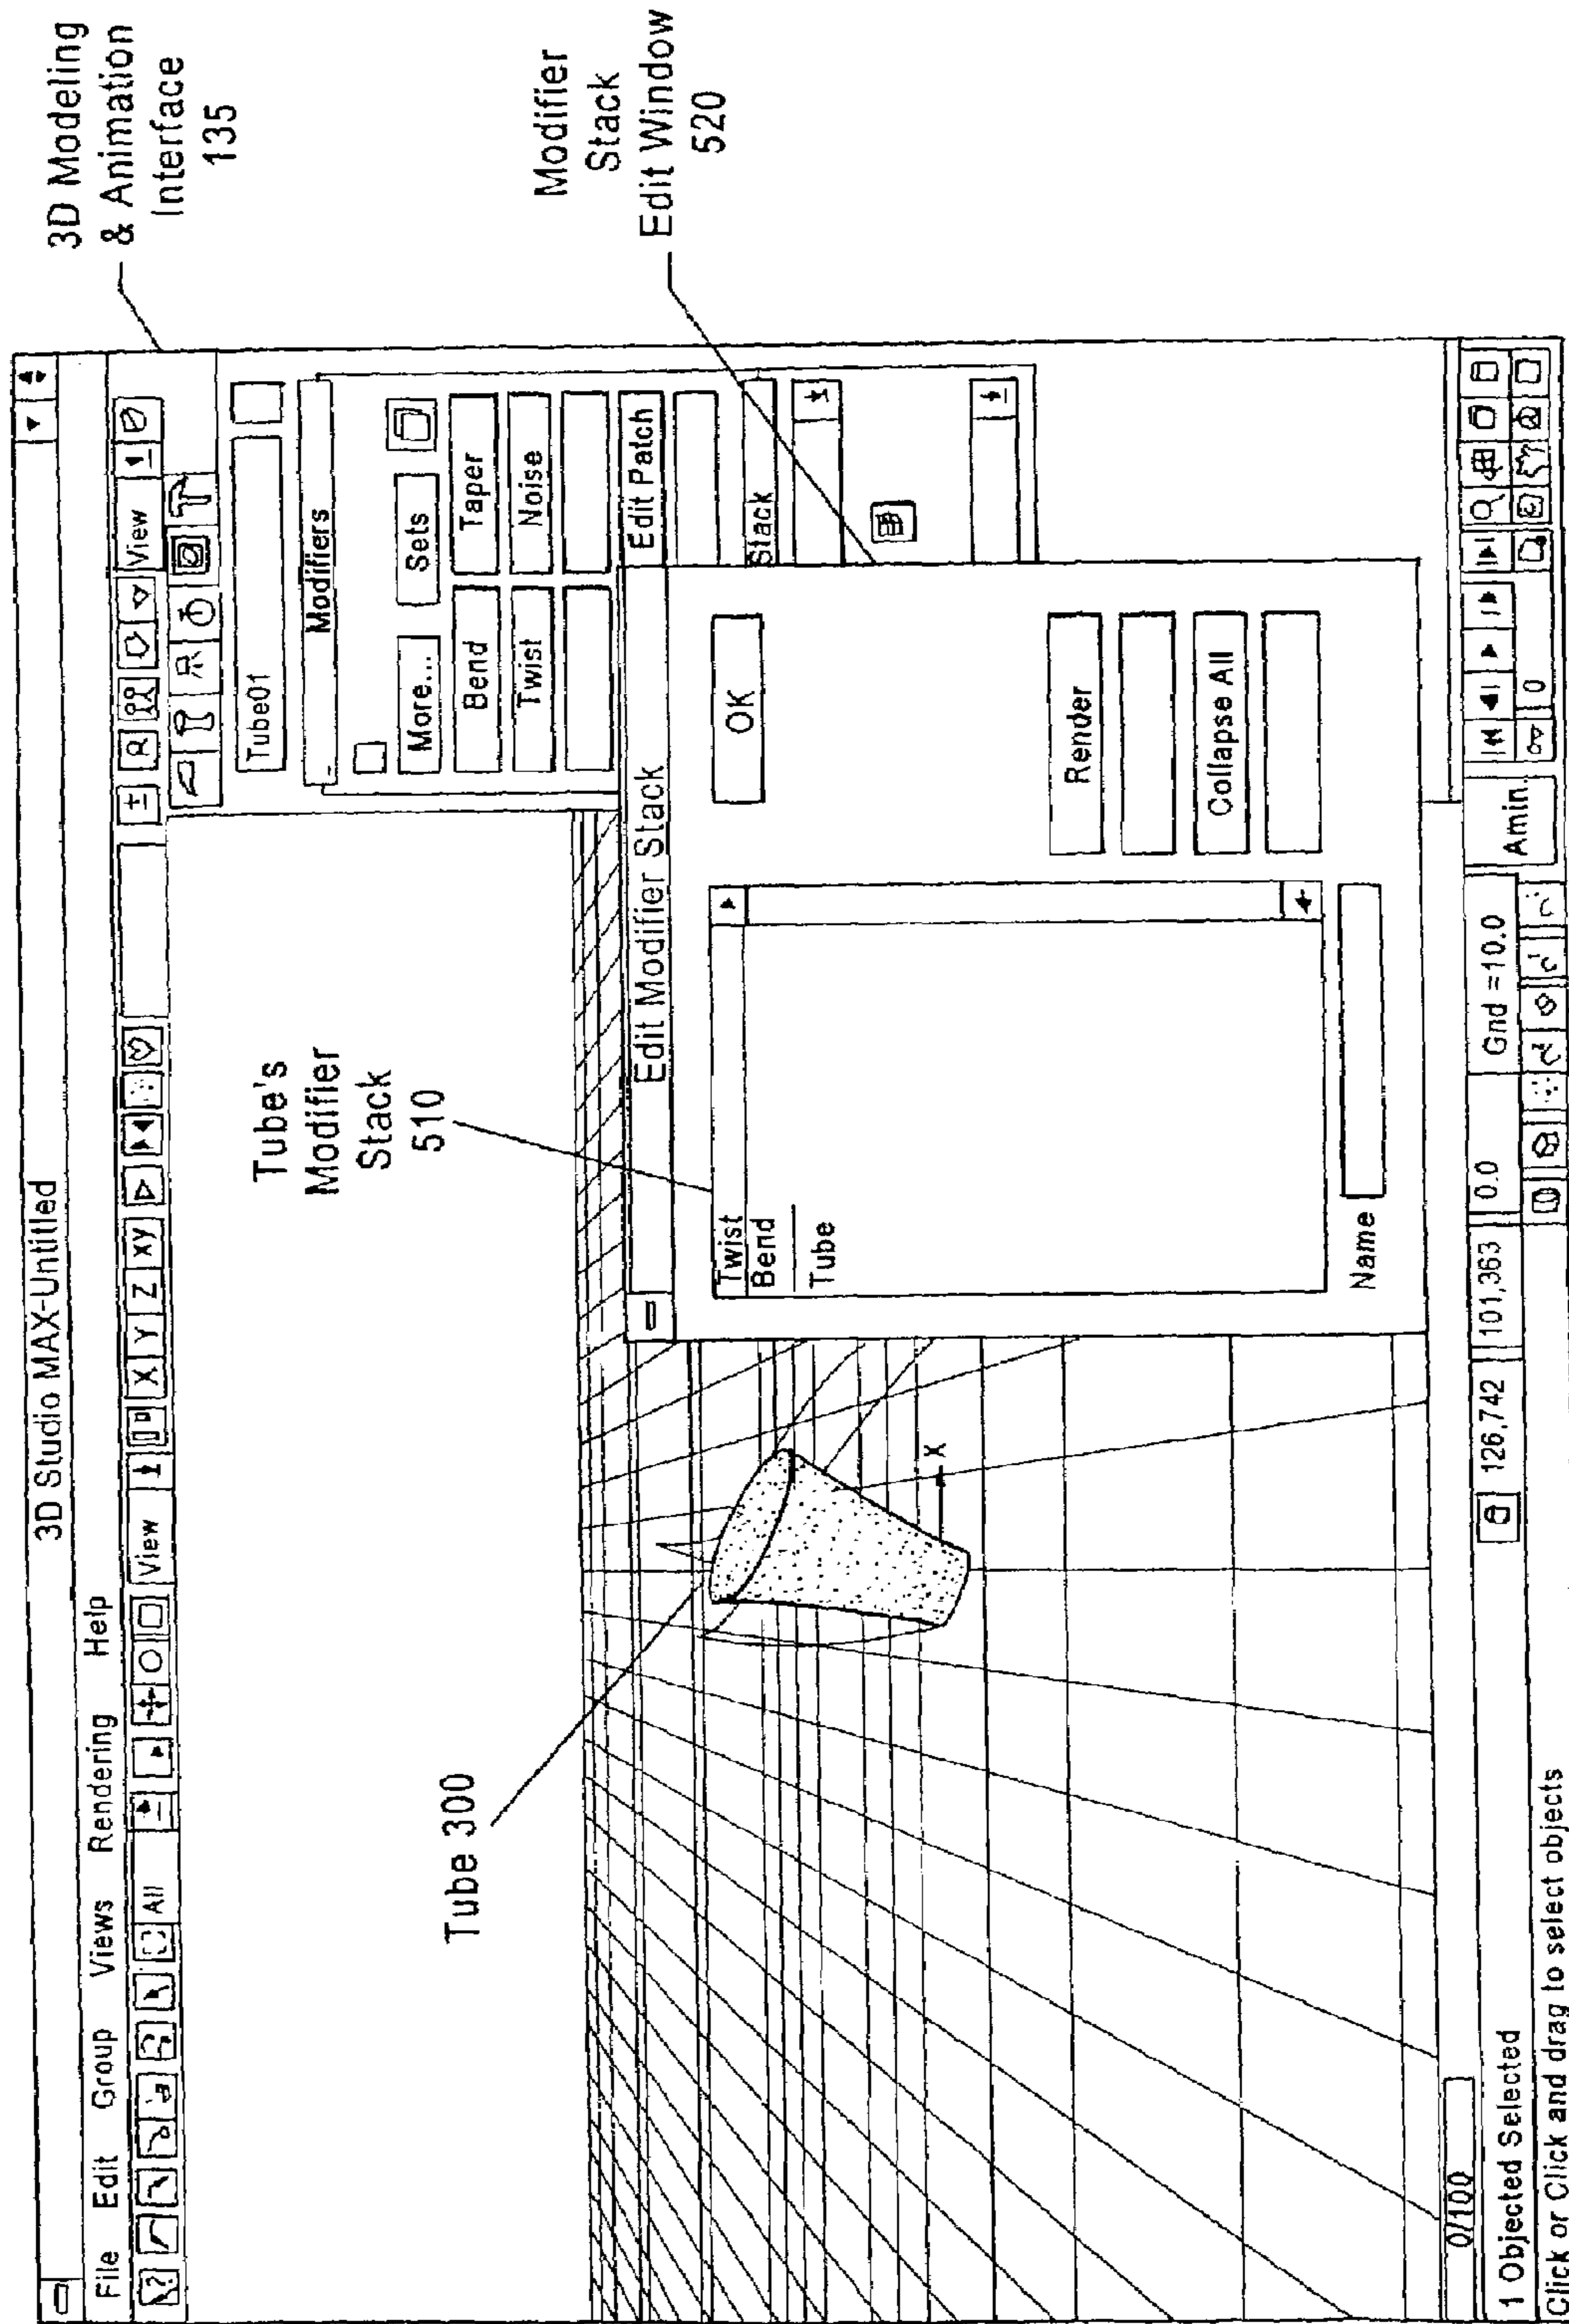 3D Studio MAX-Untitled
File Edit Group Views Rendering Help
All View X Y Z xy View
3D Modeling
& Animation
Interface
135
Tube01
Modifiers
More... Sets
Bend Taper
Twist Noise
Edit Patch
Stack
Modifier
Stack
Edit Window
520
Tube's
Modifier
Stack
510
Tube 300
X
Edit Modifier Stack
Twist
Bend
Tube
OK
Render
Collapse All
Name
0/100
1 Objected Selected
126,742 101,363 0.0 Gnd =10.0
Amin.
0
Click or Click and drag to select objects